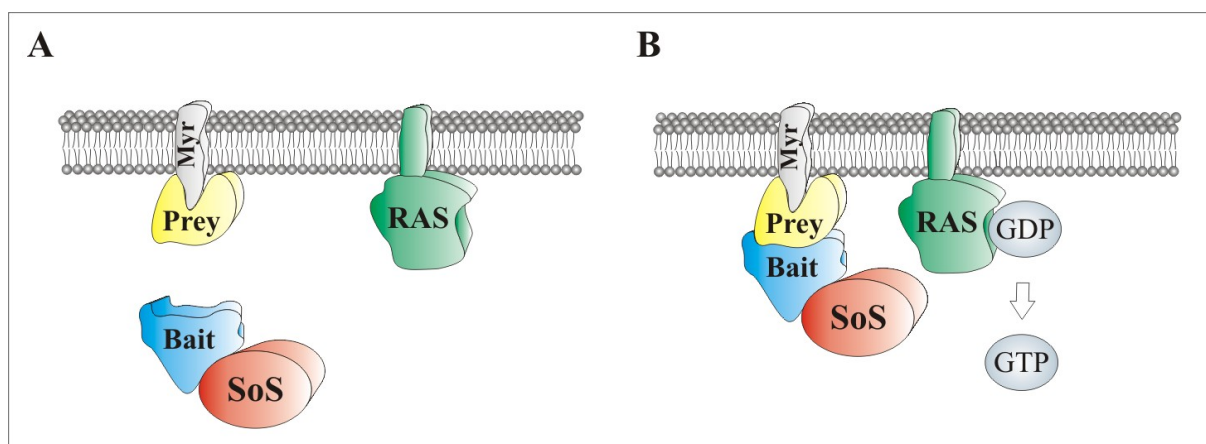 A
Myr
Prey
RAS
Bait
SoS
B
Myr
Prey
RAS
GDP
Bait
SoS
GTP